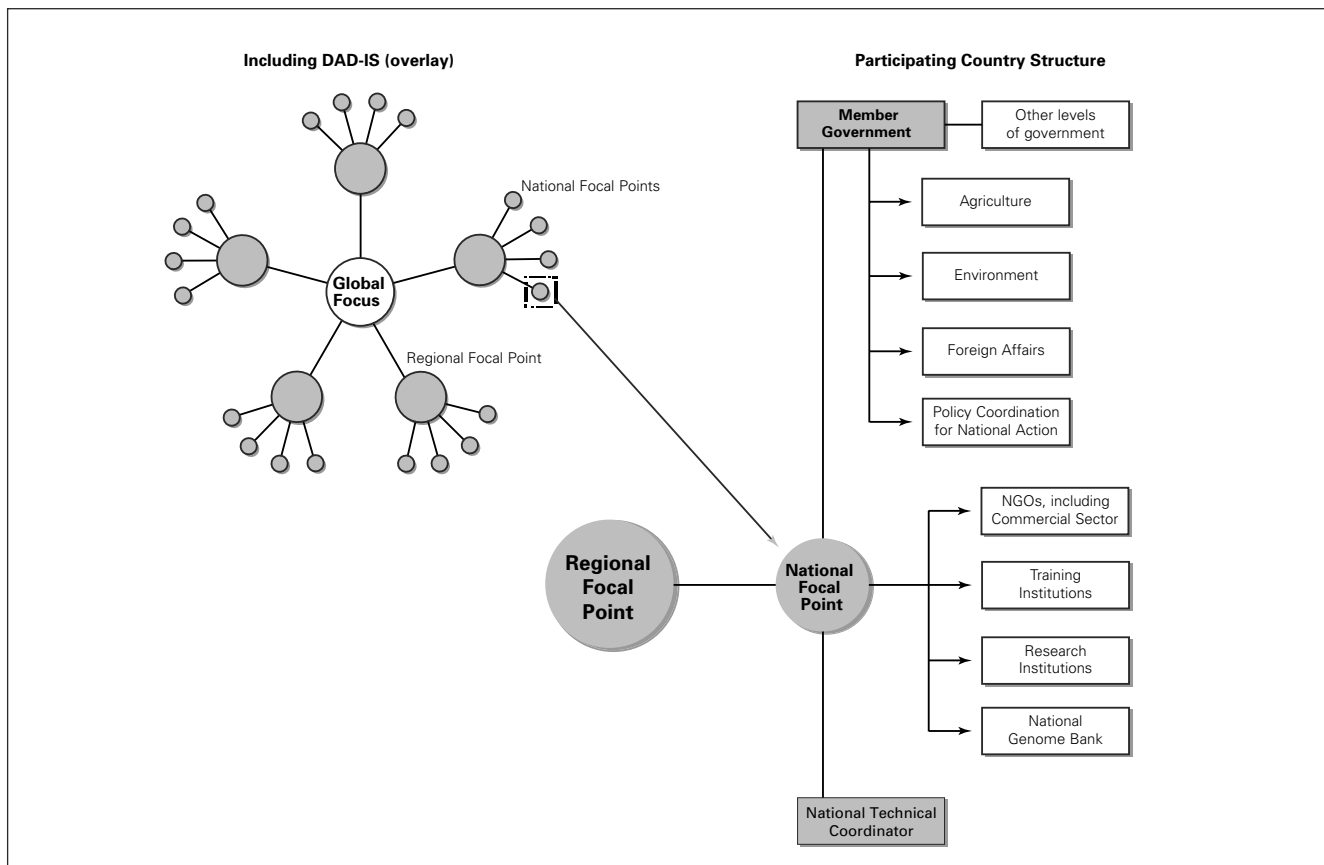 Including DAD-IS (overlay)
National Focal Points
Global
Focus
Regional Focal Point
Participating Country Structure
Member
Government
Other levels
of government
Agriculture
Environment
Foreign Affairs
Policy Coordination
for National Action
Regional
Focal
Point
National
Focal
Point
NGOs, including
Commercial Sector
Training
Institutions
Research
Institutions
National
Genome Bank
National Technical
Coordinator